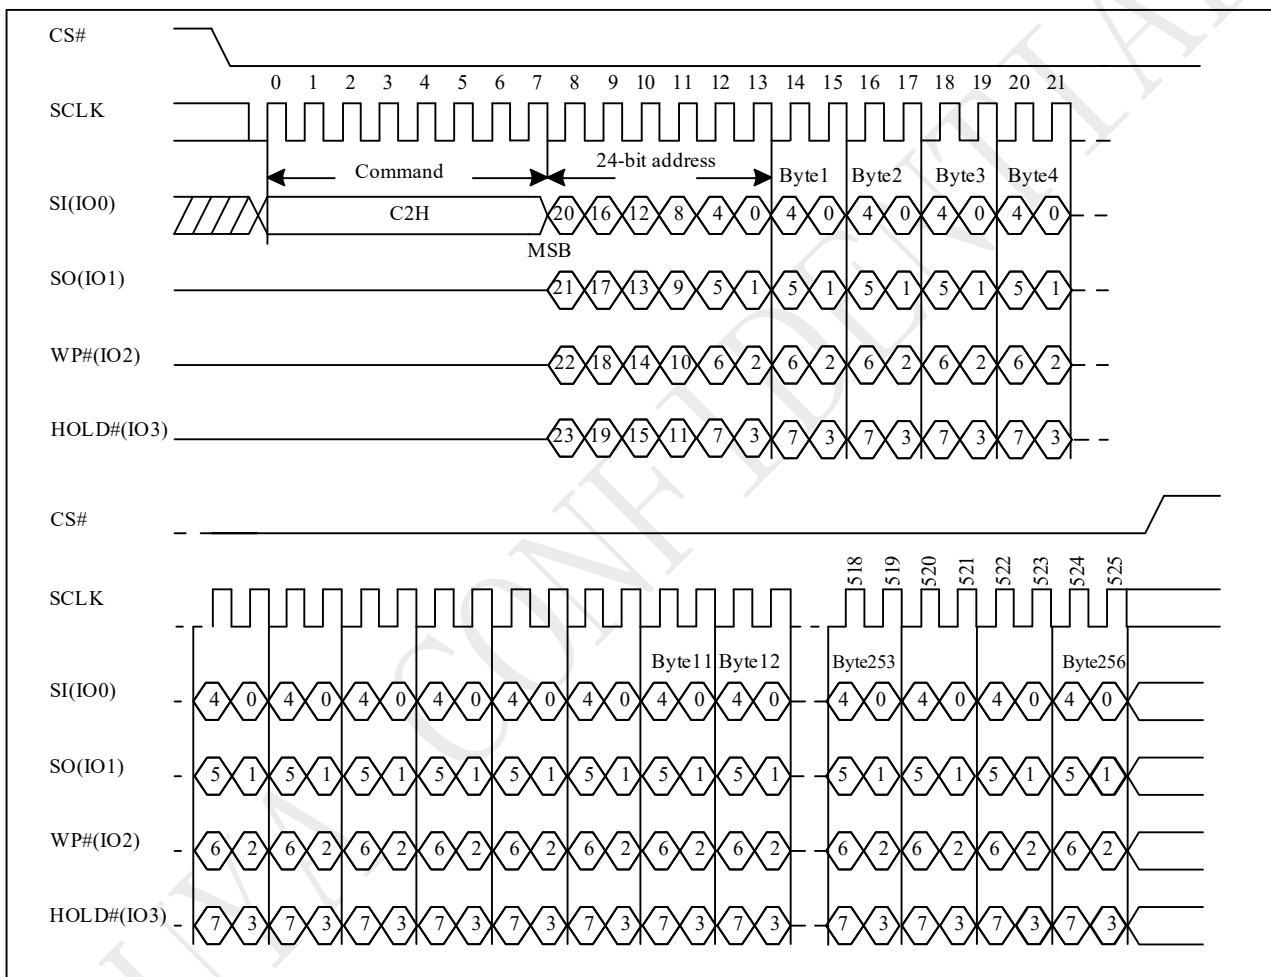 CS#
0 1 2 3 4 5 6 7 8 9 10 11 12 13 14 15 16 17 18 19 20 21
SCLK
Command 24-bit address Byte1 Byte2 Byte3 Byte4
SI(IO0) C2H 20 16 12 8 4 0 4 0 4 0 4 0 4 0
MSB
SO(IO1) 21 17 13 9 5 1 5 1 5 1 5 1 5 1
WP#(IO2) 22 18 14 10 6 2 6 2 6 2 6 2 6 2
HOLD#(IO3) 23 19 15 11 7 3 7 3 7 3 7 3 7 3
CS#
518 519 520 521 522 523 524 525
SCLK
Byte11 Byte12 Byte253 Byte256
SI(IO0) 4 0 4 0 4 0 4 0 4 0 4 0 4 0 4 0 4 0 4 0 4 0 4 0
SO(IO1) 5 1 5 1 5 1 5 1 5 1 5 1 5 1 5 1 5 1 5 1 5 1 5 1
WP#(IO2) 6 2 6 2 6 2 6 2 6 2 6 2 6 2 6 2 6 2 6 2 6 2 6 2
HOLD#(IO3) 7 3 7 3 7 3 7 3 7 3 7 3 7 3 7 3 7 3 7 3 7 3 7 3
UYA CONFIDENTIA